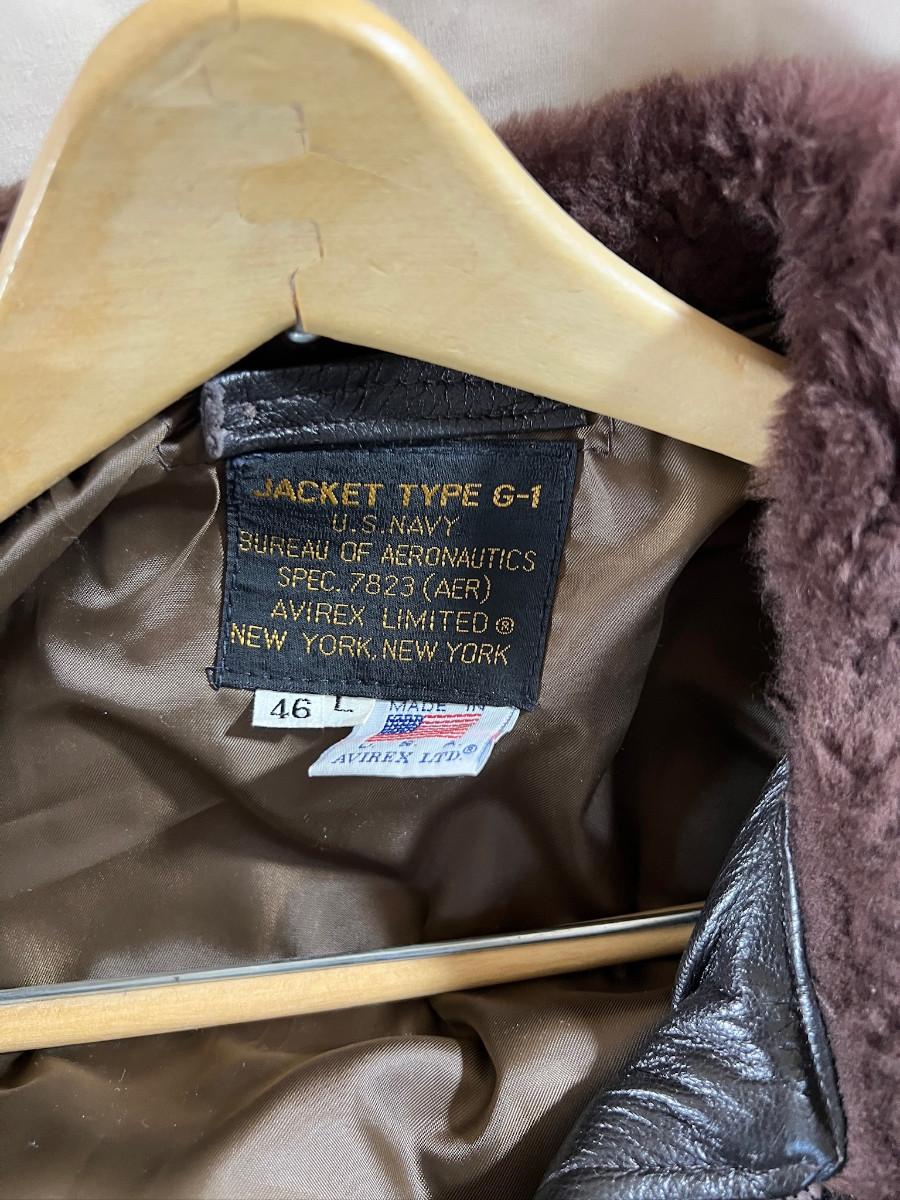 JACKET TYPE G-1
U.S. NAVY
BUREAU OF AERONAUTICS
SPEC. 7823 (AER)
AVIREX LIMITED ®
NEW YORK, NEW YORK
46 L
MADE IN
U. S. A.
AVIREX LTD.®